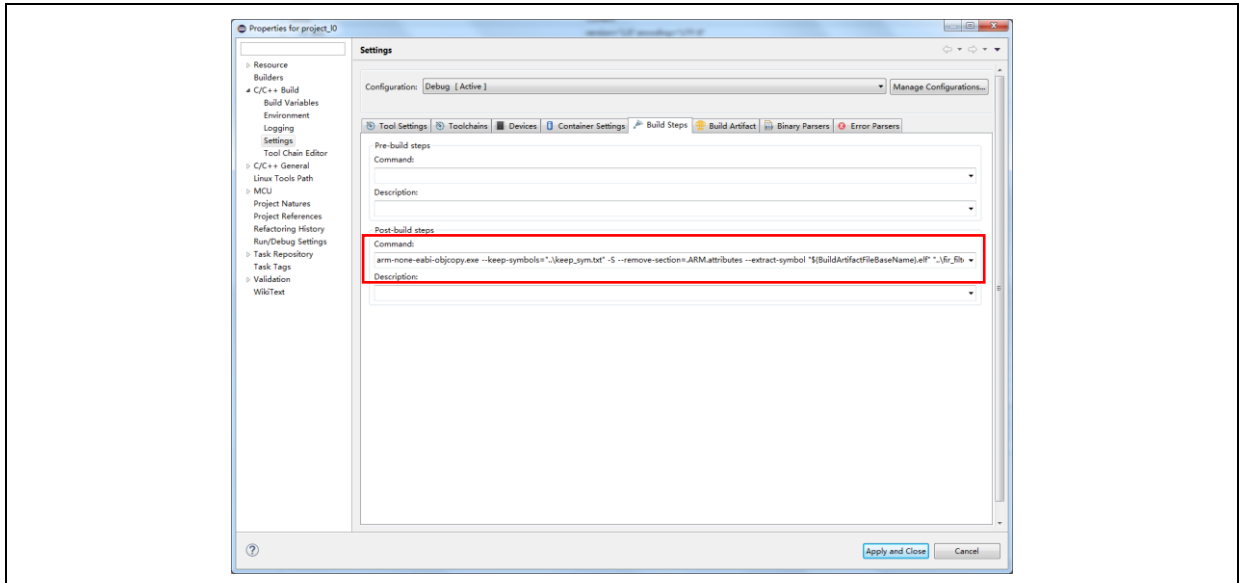 Properties for project_l0
Settings
Resource
Builders
C/C++ Build
Build Variables
Environment
Logging
Settings
Tool Chain Editor
C/C++ General
Linux Tools Path
MCU
Project Natures
Project References
Refactoring History
Run/Debug Settings
Task Repository
Task Tags
Validation
WikiText
Configuration: Debug [ Active ] Manage Configurations...
Tool Settings Toolchains Devices Container Settings Build Steps Build Artifact Binary Parsers Error Parsers
Pre-build steps
Command:
Description:
Post-build steps
Command:
arm-none-eabi-objcopy.exe --keep-symbols="..\keep_sym.txt" -S --remove-section=.ARM.attributes --extract-symbol "${BuildArtifactFileBaseName}.elf" "..\fir_filt
Description:
Apply and Close Cancel